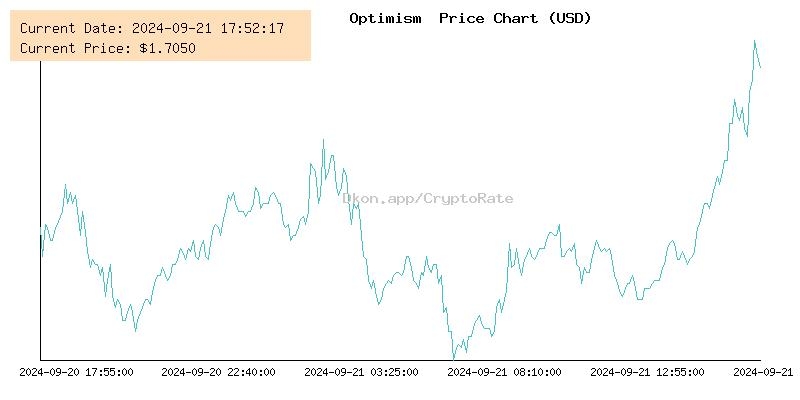 Optimism  Price Chart (USD)
Current Date: 2024-09-21 17:52:17
Current Price: $1.7050
Dkon.app/CryptoRate
2024-09-20 17:55:00 2024-09-20 22:40:00 2024-09-21 03:25:00 2024-09-21 08:10:00 2024-09-21 12:55:00 2024-09-21